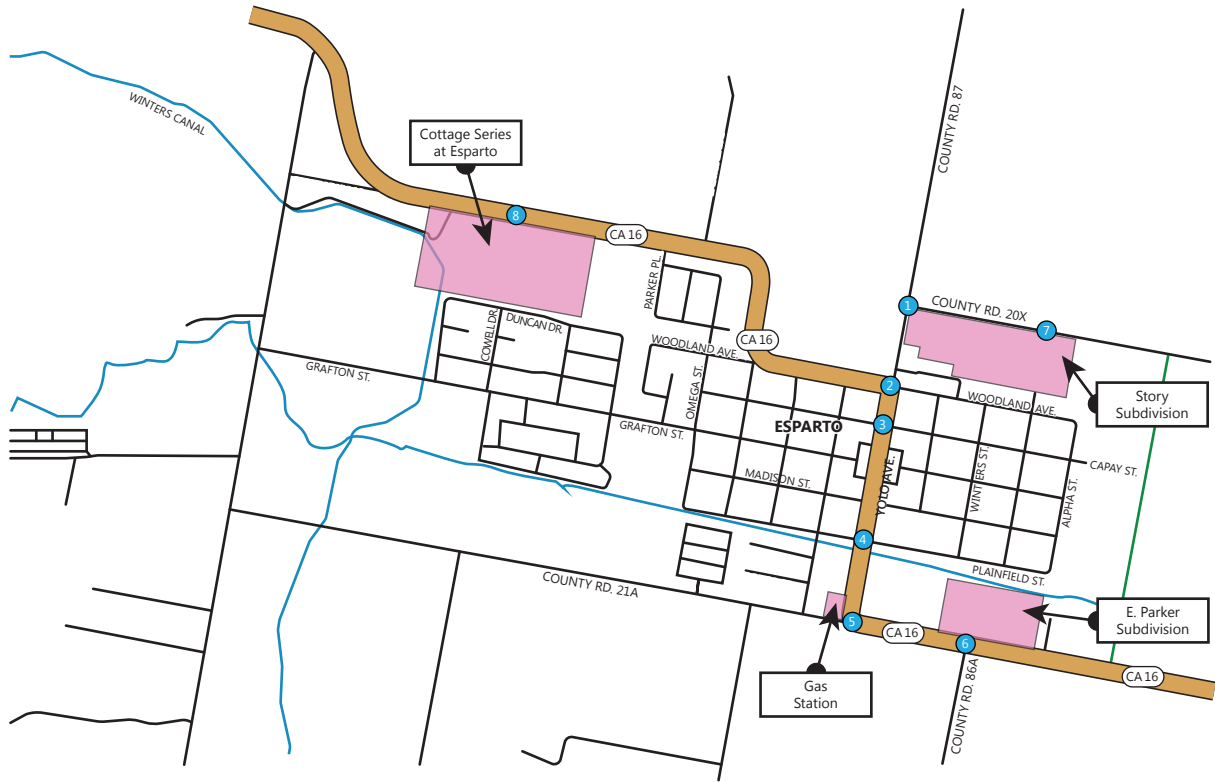 WINTERS CANAL
Cottage Series
at Esparto
COUNTY RD. 87
8
CA 16
PARKER PL.
1
COUNTY RD. 20X
7
COWELL DR.
DUNCAN DR.
WOODLAND AVE.
CA 16
GRAFTON ST.
OMEGA ST.
2
WOODLAND AVE.
Story
Subdivision
GRAFTON ST.
ESPARTO
3
CAPAY ST.
MADISON ST.
YOLO AVE.
WINTERS ST.
ALPHA ST.
4
PLAINFIELD ST.
COUNTY RD. 21A
5
CA 16
6
E. Parker
Subdivision
CA 16
Gas
Station
COUNTY RD. 86A